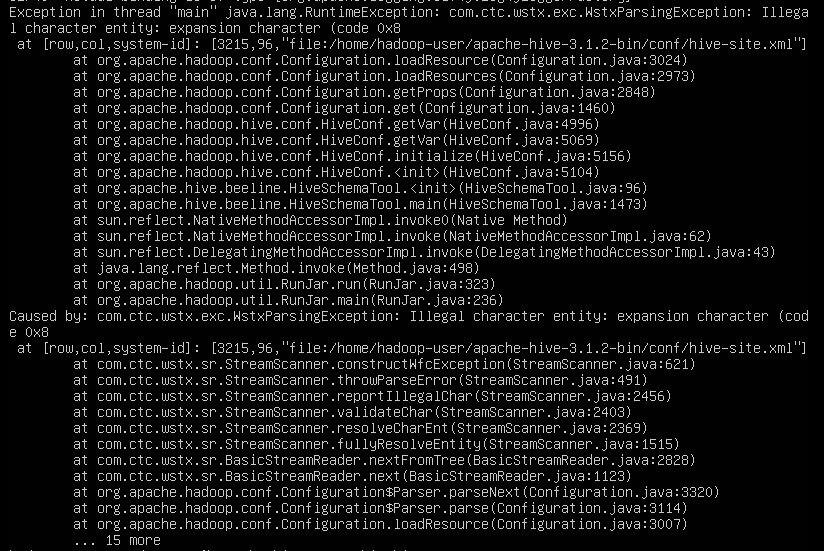 Exception in thread "main" java.lang.RuntimeException: com.ctc.wstx.exc.WstxParsingException: Illega
l character entity: expansion character (code 0x8
 at [row,col,system-id]: [3215,96,"file:/home/hadoop-user/apache-hive-3.1.2-bin/conf/hive-site.xml"]
        at org.apache.hadoop.conf.Configuration.loadResource(Configuration.java:3024)
        at org.apache.hadoop.conf.Configuration.loadResources(Configuration.java:2973)
        at org.apache.hadoop.conf.Configuration.getProps(Configuration.java:2848)
        at org.apache.hadoop.conf.Configuration.get(Configuration.java:1460)
        at org.apache.hadoop.hive.conf.HiveConf.getVar(HiveConf.java:4996)
        at org.apache.hadoop.hive.conf.HiveConf.getVar(HiveConf.java:5069)
        at org.apache.hadoop.hive.conf.HiveConf.initialize(HiveConf.java:5156)
        at org.apache.hadoop.hive.conf.HiveConf.<init>(HiveConf.java:5104)
        at org.apache.hive.beeline.HiveSchemaTool.<init>(HiveSchemaTool.java:96)
        at org.apache.hive.beeline.HiveSchemaTool.main(HiveSchemaTool.java:1473)
        at sun.reflect.NativeMethodAccessorImpl.invoke0(Native Method)
        at sun.reflect.NativeMethodAccessorImpl.invoke(NativeMethodAccessorImpl.java:62)
        at sun.reflect.DelegatingMethodAccessorImpl.invoke(DelegatingMethodAccessorImpl.java:43)
        at java.lang.reflect.Method.invoke(Method.java:498)
        at org.apache.hadoop.util.RunJar.run(RunJar.java:323)
        at org.apache.hadoop.util.RunJar.main(RunJar.java:236)
Caused by: com.ctc.wstx.exc.WstxParsingException: Illegal character entity: expansion character (cod
e 0x8
 at [row,col,system-id]: [3215,96,"file:/home/hadoop-user/apache-hive-3.1.2-bin/conf/hive-site.xml"]
        at com.ctc.wstx.sr.StreamScanner.constructWfcException(StreamScanner.java:621)
        at com.ctc.wstx.sr.StreamScanner.throwParseError(StreamScanner.java:491)
        at com.ctc.wstx.sr.StreamScanner.reportIllegalChar(StreamScanner.java:2456)
        at com.ctc.wstx.sr.StreamScanner.validateChar(StreamScanner.java:2403)
        at com.ctc.wstx.sr.StreamScanner.resolveCharEnt(StreamScanner.java:2369)
        at com.ctc.wstx.sr.StreamScanner.fullyResolveEntity(StreamScanner.java:1515)
        at com.ctc.wstx.sr.BasicStreamReader.nextFromTree(BasicStreamReader.java:2828)
        at com.ctc.wstx.sr.BasicStreamReader.next(BasicStreamReader.java:1123)
        at org.apache.hadoop.conf.Configuration$Parser.parseNext(Configuration.java:3320)
        at org.apache.hadoop.conf.Configuration$Parser.parse(Configuration.java:3114)
        at org.apache.hadoop.conf.Configuration.loadResource(Configuration.java:3007)
        ... 15 more